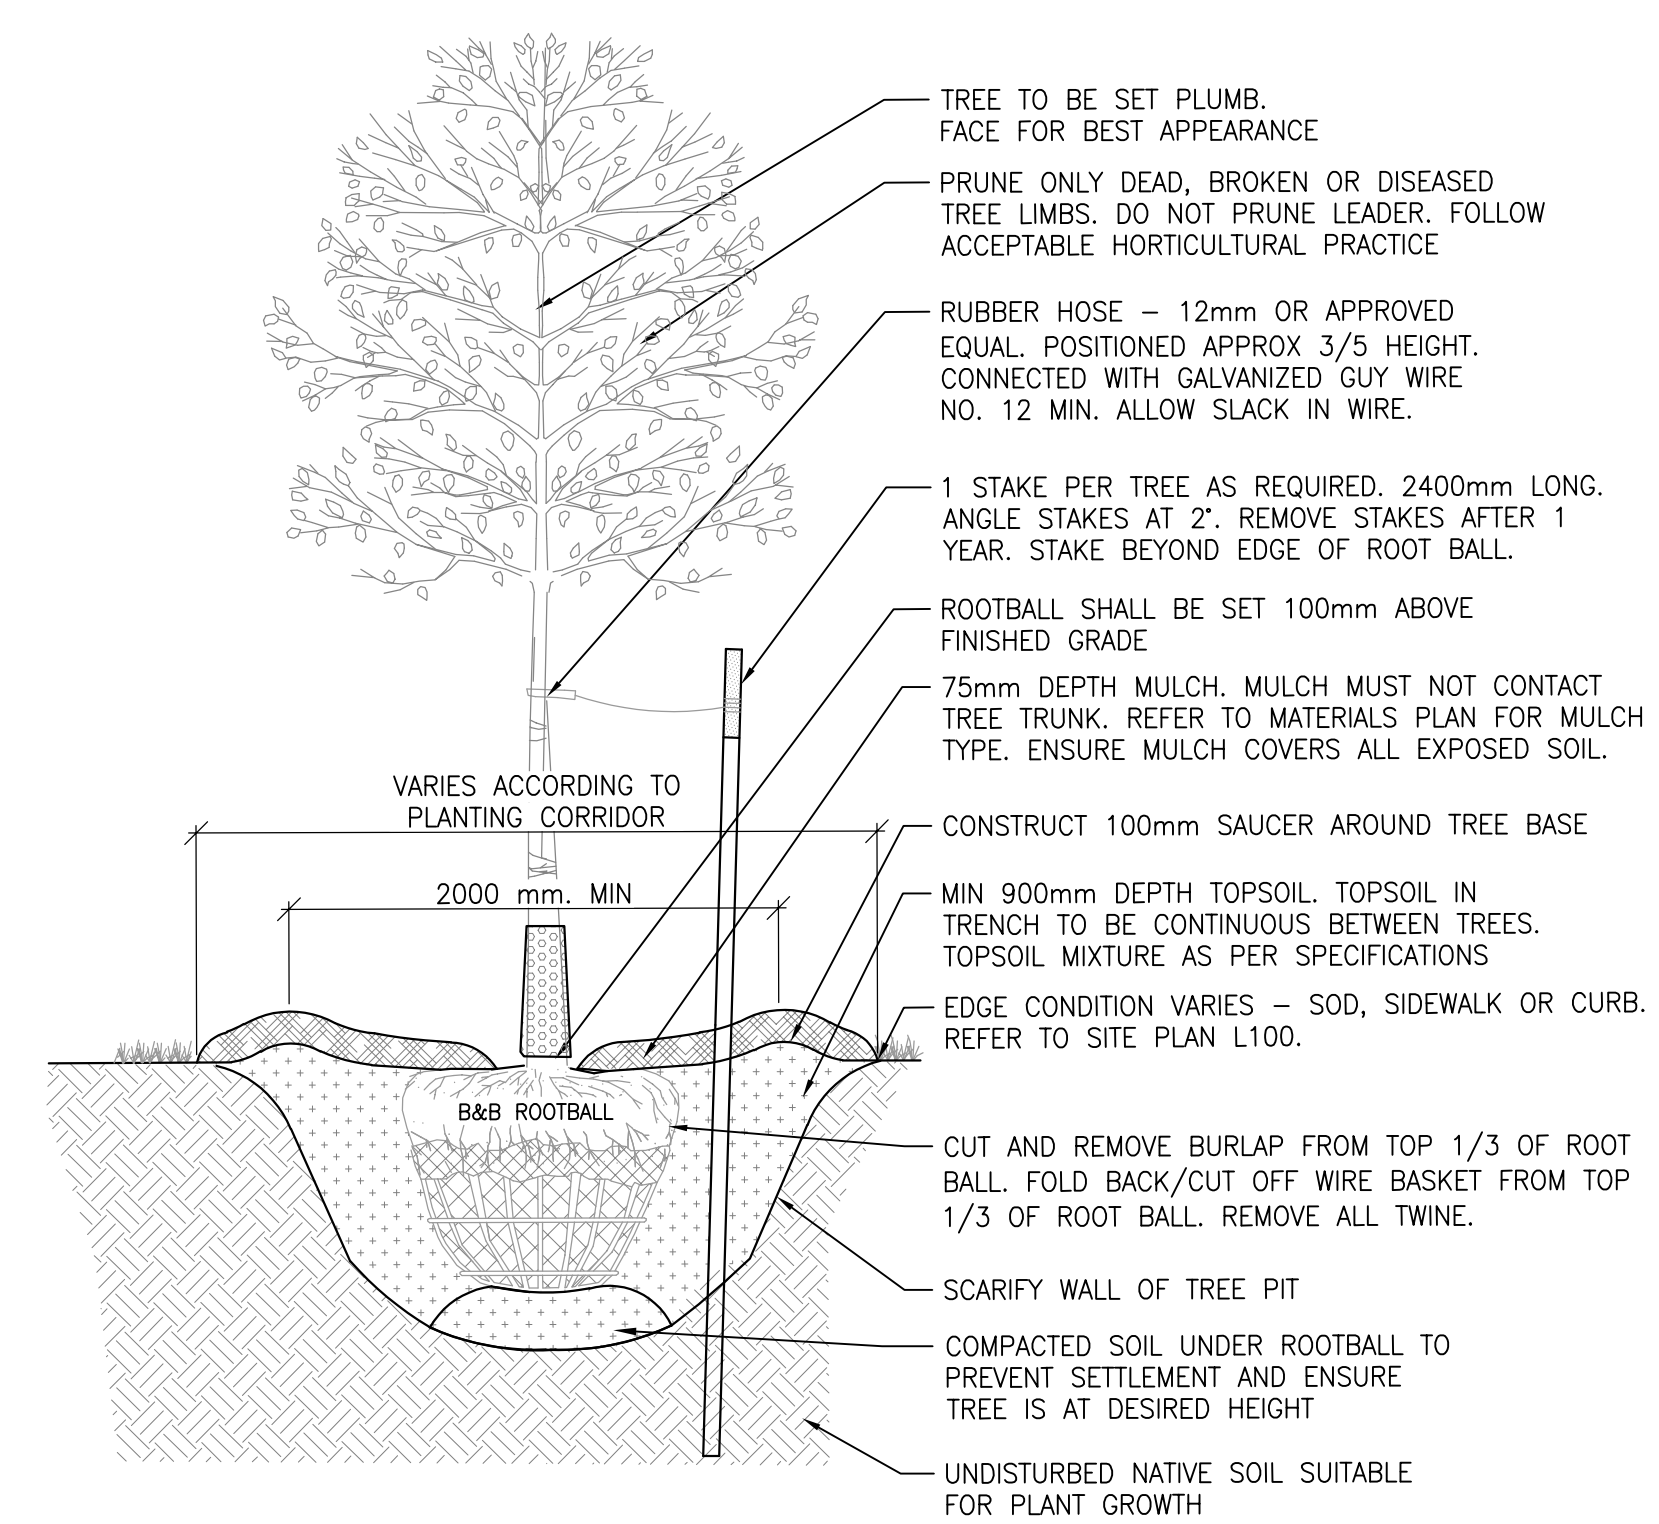 TREE TO BE SET PLUMB.
FACE FOR BEST APPEARANCE
PRUNE ONLY DEAD, BROKEN OR DISEASED
TREE LIMBS. DO NOT PRUNE LEADER. FOLLOW
ACCEPTABLE HORTICULTURAL PRACTICE
RUBBER HOSE – 12mm OR APPROVED
EQUAL. POSITIONED APPROX 3/5 HEIGHT.
CONNECTED WITH GALVANIZED GUY WIRE
NO. 12 MIN. ALLOW SLACK IN WIRE.
1 STAKE PER TREE AS REQUIRED. 2400mm LONG.
ANGLE STAKES AT 2°. REMOVE STAKES AFTER 1
YEAR. STAKE BEYOND EDGE OF ROOT BALL.
ROOTBALL SHALL BE SET 100mm ABOVE
FINISHED GRADE
75mm DEPTH MULCH. MULCH MUST NOT CONTACT
TREE TRUNK. REFER TO MATERIALS PLAN FOR MULCH
TYPE. ENSURE MULCH COVERS ALL EXPOSED SOIL.
VARIES ACCORDING TO
PLANTING CORRIDOR
CONSTRUCT 100mm SAUCER AROUND TREE BASE
2000 mm. MIN
MIN 900mm DEPTH TOPSOIL. TOPSOIL IN
TRENCH TO BE CONTINUOUS BETWEEN TREES.
TOPSOIL MIXTURE AS PER SPECIFICATIONS
EDGE CONDITION VARIES – SOD, SIDEWALK OR CURB.
REFER TO SITE PLAN L100.
B&B ROOTBALL
CUT AND REMOVE BURLAP FROM TOP 1/3 OF ROOT
BALL. FOLD BACK/CUT OFF WIRE BASKET FROM TOP
1/3 OF ROOT BALL. REMOVE ALL TWINE.
SCARIFY WALL OF TREE PIT
COMPACTED SOIL UNDER ROOTBALL TO
PREVENT SETTLEMENT AND ENSURE
TREE IS AT DESIRED HEIGHT
UNDISTURBED NATIVE SOIL SUITABLE
FOR PLANT GROWTH